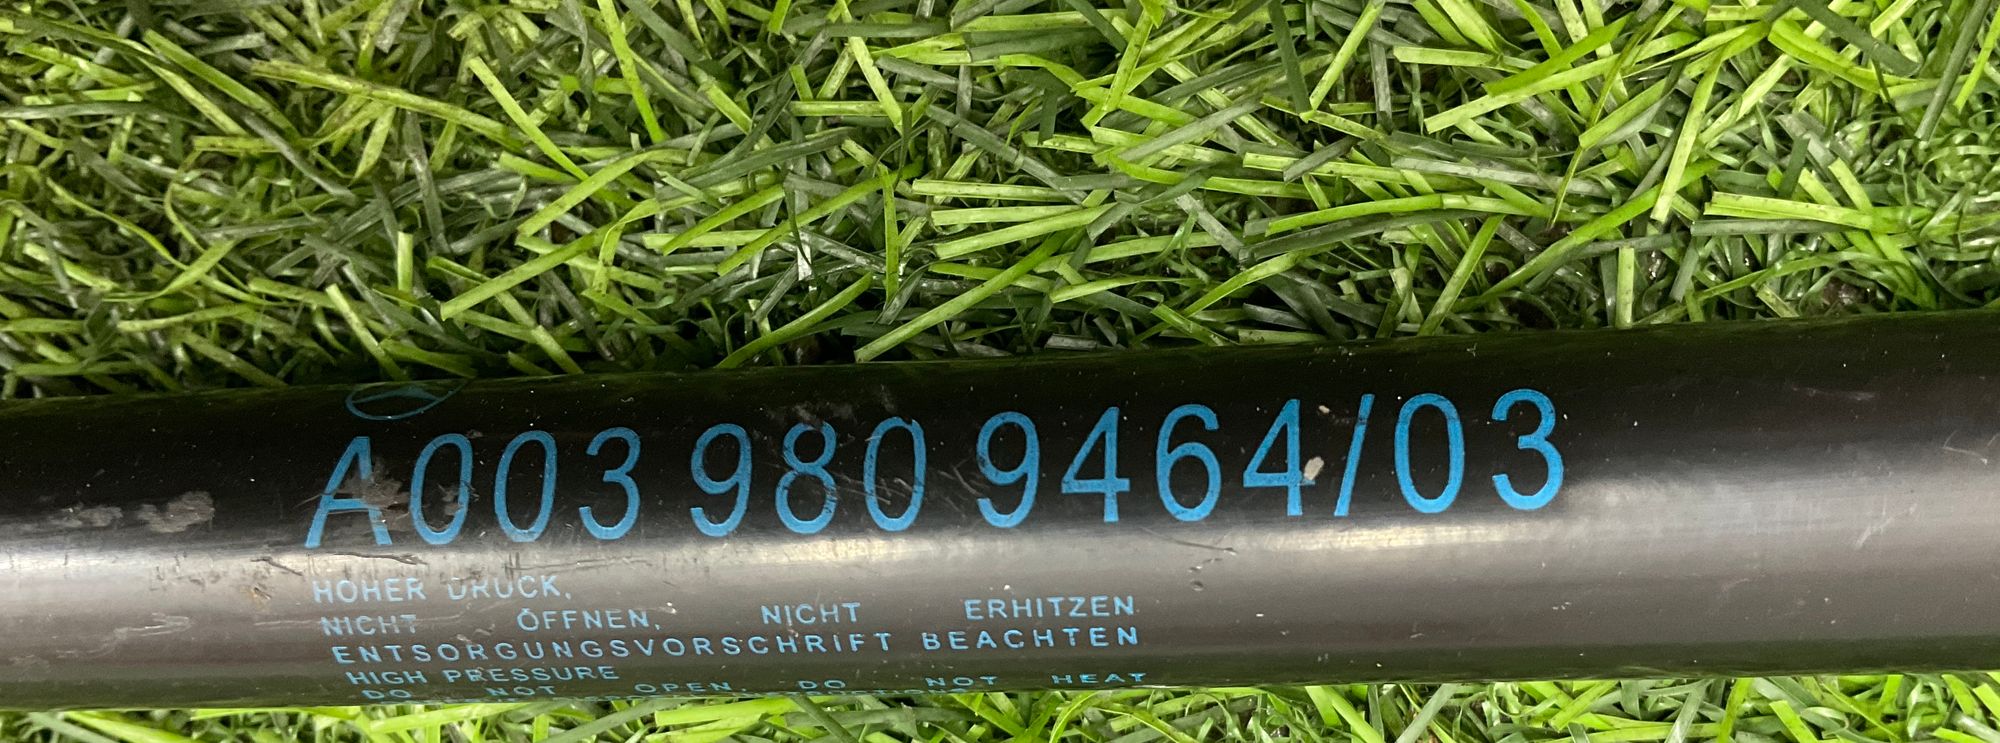 A003 980 9464/03
HOHER DRUCK,
NICHT ÖFFNEN, NICHT ERHITZEN
ENTSORGUNGSVORSCHRIFT BEACHTEN
HIGH PRESSURE
DO NOT OPEN, DO NOT HEAT